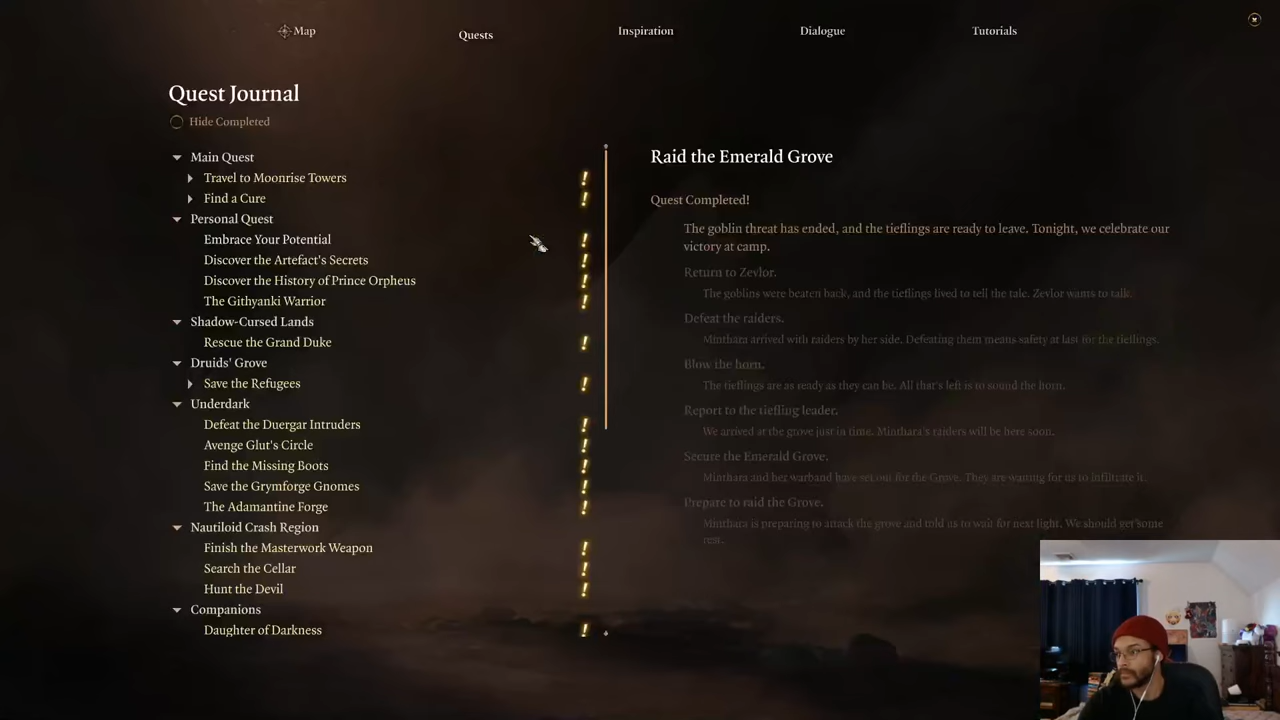 Map
Quests
Inspiration
Dialogue
Tutorials
Quest Journal
Hide Completed
Main Quest
Travel to Moonrise Towers
Find a Cure
Personal Quest
Embrace Your Potential
Discover the Artefact's Secrets
Discover the History of Prince Orpheus
The Githyanki Warrior
Shadow-Cursed Lands
Rescue the Grand Duke
Druids' Grove
Save the Refugees
Underdark
Defeat the Duergar Intruders
Avenge Glut's Circle
Find the Missing Boots
Save the Grymforge Gnomes
The Adamantine Forge
Nautiloid Crash Region
Finish the Masterwork Weapon
Search the Cellar
Hunt the Devil
Companions
Daughter of Darkness
Raid the Emerald Grove
Quest Completed!
The goblin threat has ended, and the tieflings are ready to leave. Tonight, we celebrate our
victory at camp.
Return to Zevlor.
The goblins were beaten back, and the tieflings lived to tell the tale. Zevlor wants to talk.
Defeat the raiders.
Minthara arrived with raiders by her side. Defeating them means safety at last for the tieflings.
Blow the horn.
The tieflings are as ready as they can be. All that's left is to sound the horn.
Report to the tiefling leader.
We arrived at the grove just in time. Minthara's raiders will be here soon.
Secure the Emerald Grove.
Minthara and her warband have set out for the Grove. They are waiting for us to infiltrate it.
Prepare to raid the Grove.
Minthara is preparing to attack the grove and told us to wait for next light. We should get some
rest.